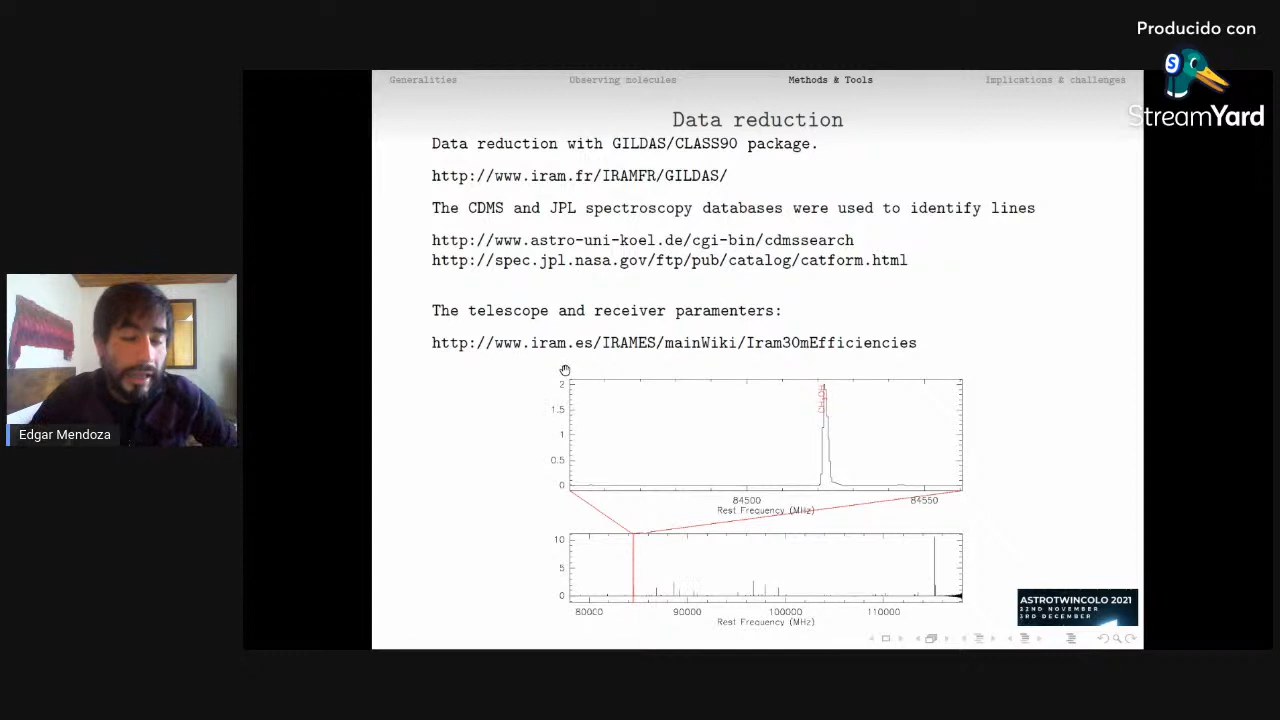 Producido con
StreamYard
Generalities Observing molecules Methods & Tools Implications & challenges
Data reduction
Data reduction with GILDAS/CLASS90 package.
http://www.iram.fr/IRAMFR/GILDAS/
The CDMS and JPL spectroscopy databases were used to identify lines
http://www.astro-uni-koel.de/cgi-bin/cdmssearch
http://spec.jpl.nasa.gov/ftp/pub/catalog/catform.html
The telescope and receiver paramenters:
http://www.iram.es/IRAMES/mainWiki/Iram30mEfficiencies
Edgar Mendoza
2
1.5
1
0.5
0
84500 84550
Rest Frequency (MHz)
10
5
0
80000 90000 100000 110000
Rest Frequency (MHz)
ASTROTWINCOLO 2021
22ND NOVEMBER
3RD DECEMBER